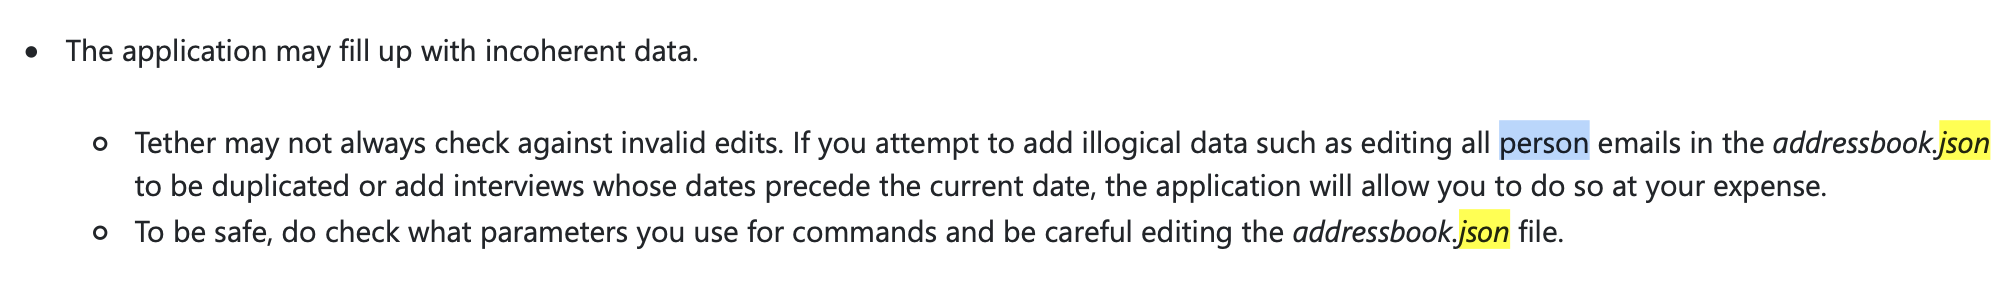 The application may fill up with incoherent data.
Tether may not always check against invalid edits. If you attempt to add illogical data such as editing all person emails in the addressbook.json
to be duplicated or add interviews whose dates precede the current date, the application will allow you to do so at your expense.
To be safe, do check what parameters you use for commands and be careful editing the addressbook.json file.